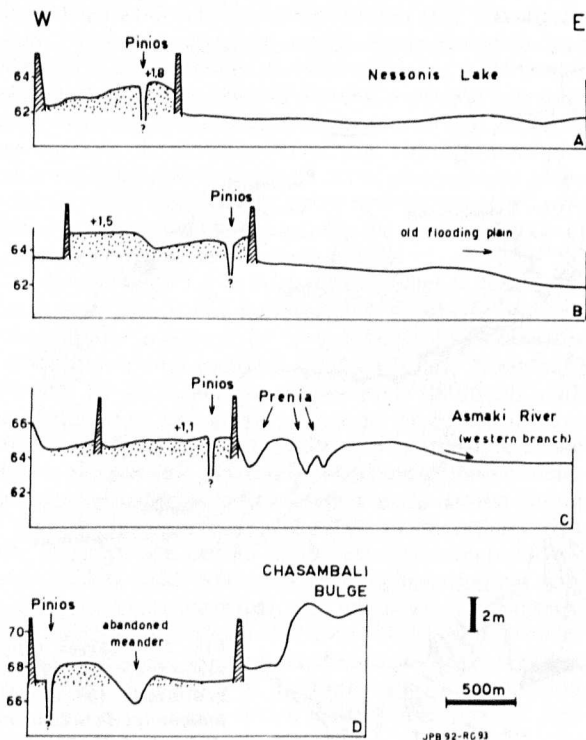 W
E
Pinios
+1,8
Nessonis Lake
64
62
?
A
Pinios
+1,5
old flooding plain
64
62
?
B
Pinios
Prenia
+1,1
Asmaki River
(western branch)
66
64
62
?
C
CHASAMBALI
BULGE
Pinios
abandoned
meander
70
68
66
?
D
2m
500m
JPB 92-RC93